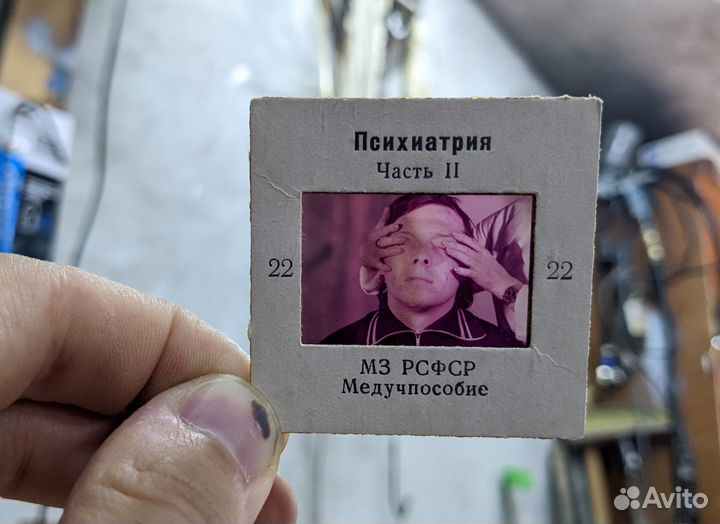 Психиатрия
Часть II
22
22
МЗ РСФСР
Медучпособие
Avito